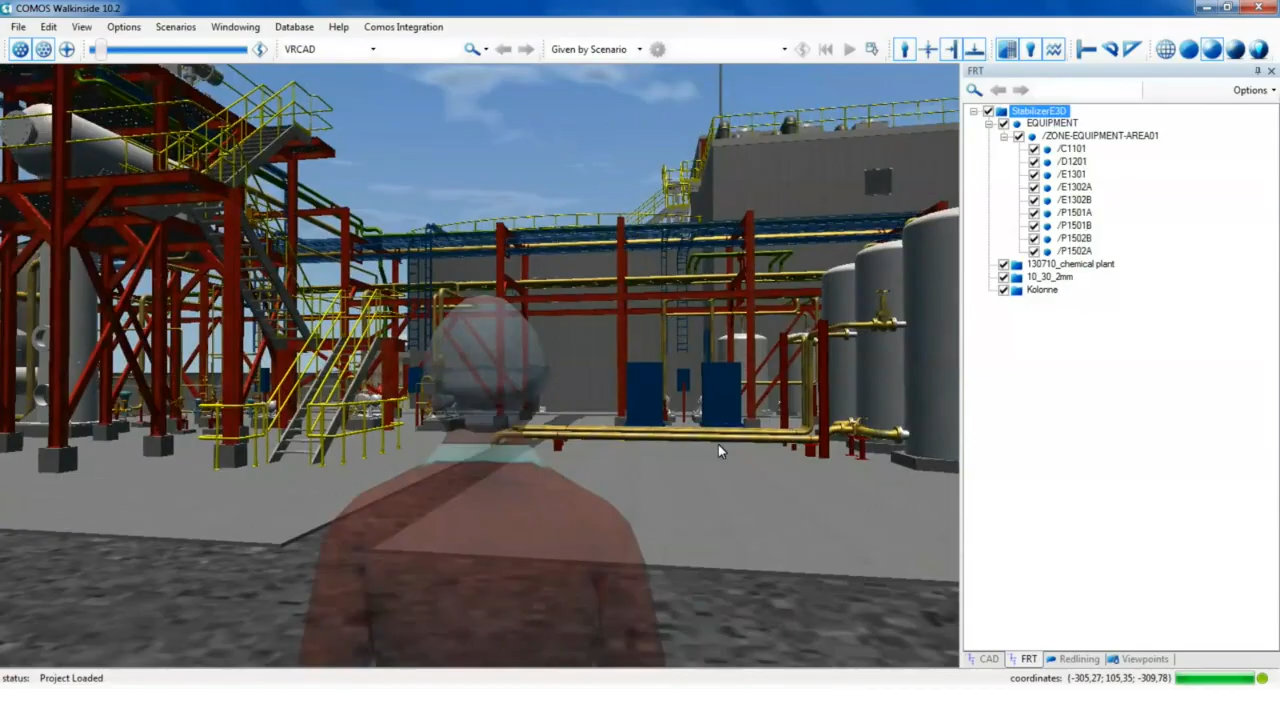 COMOS Walkinside 10.2
File Edit View Options Scenarios Windowing Database Help Comos Integration
VRCAD Given by Scenario
FRT
Options
StabilizerE3D
EQUIPMENT
/ZONE-EQUIPMENT-AREA01
/C1101
/D1201
/E1301
/E1302A
/E1302B
/P1501A
/P1501B
/P1502B
/P1502A
130710_chemical plant
10_30_2mm
Kolonne
CAD FRT Redlining Viewpoints
status: Project Loaded coordinates: {-305,27; 105,35; -309,78}